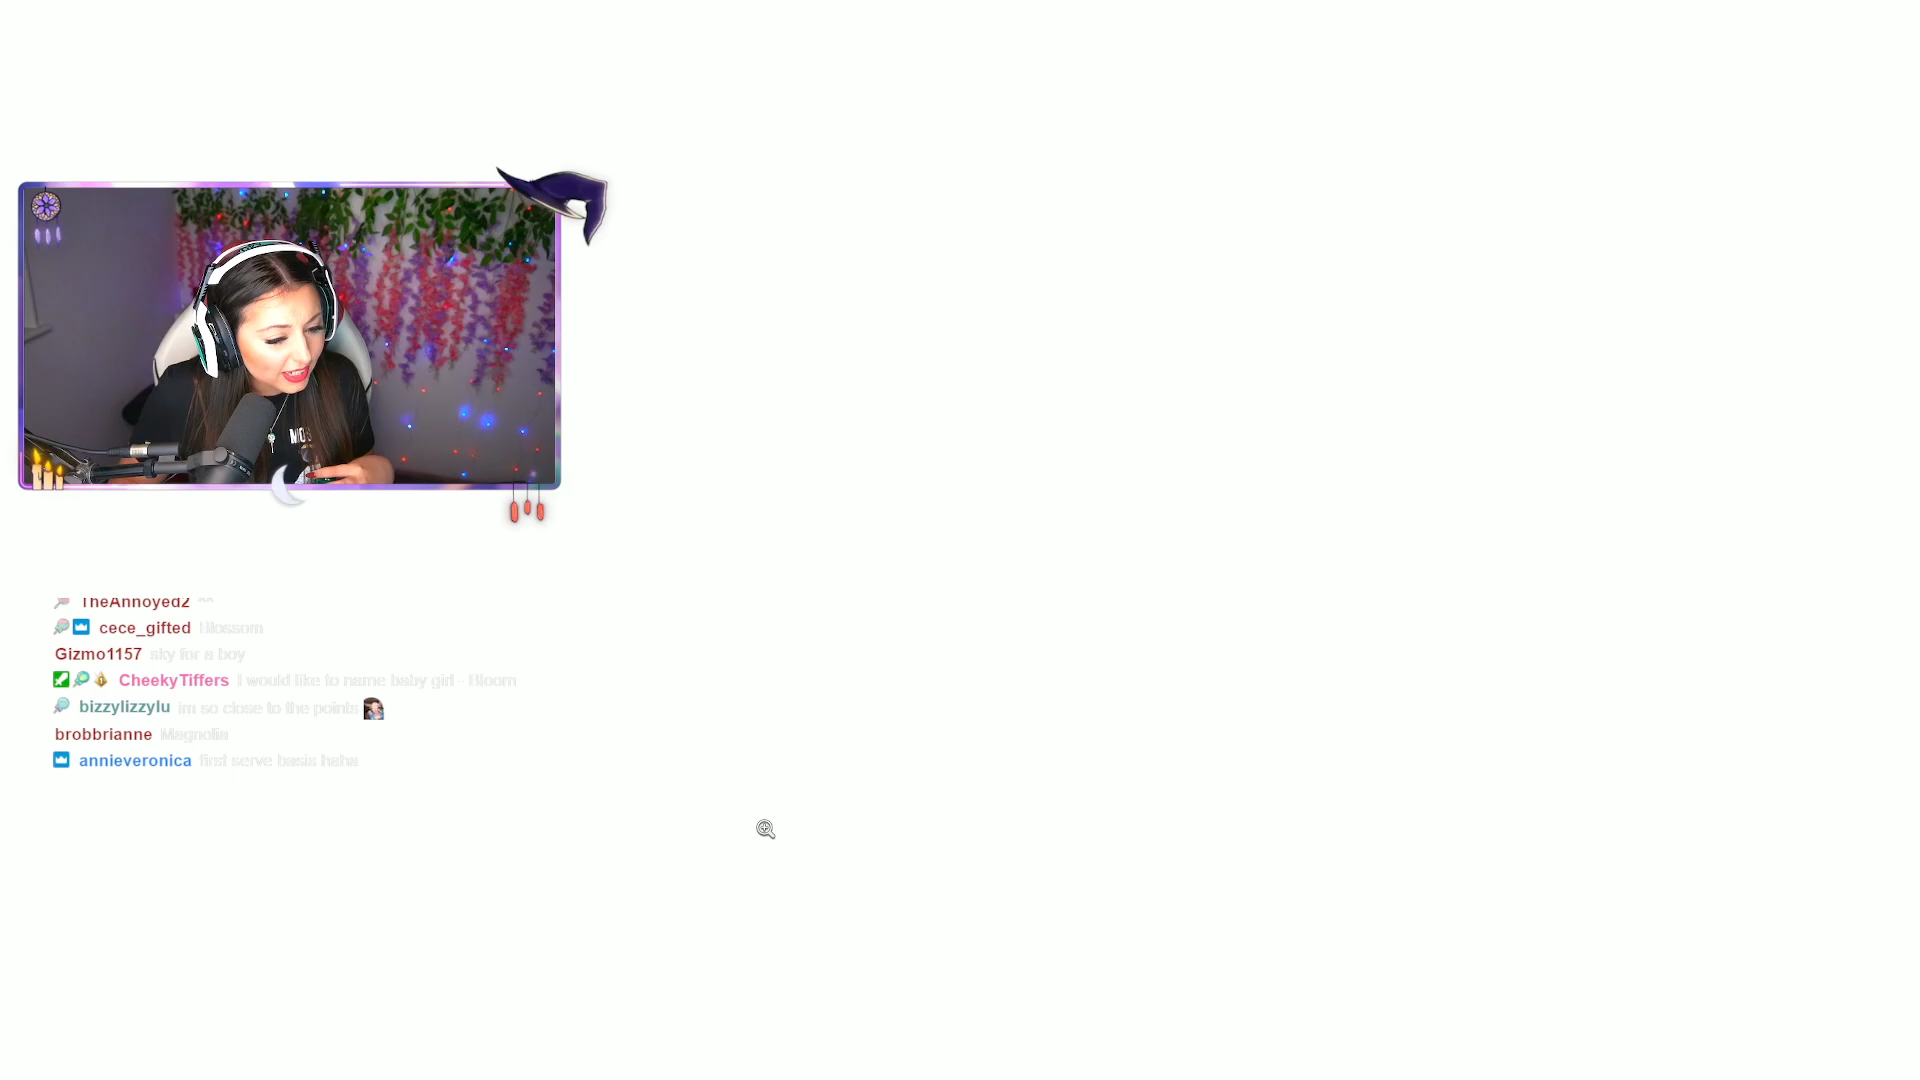 TheAnnoyed2 ^^
cece_gifted Blossom
Gizmo1157 sky for a boy
CheekyTiffers I would like to name baby girl - Bloom
bizzylizzylu im so close to the points
brobbrianne Magnolia
annieveronica first serve basis haha